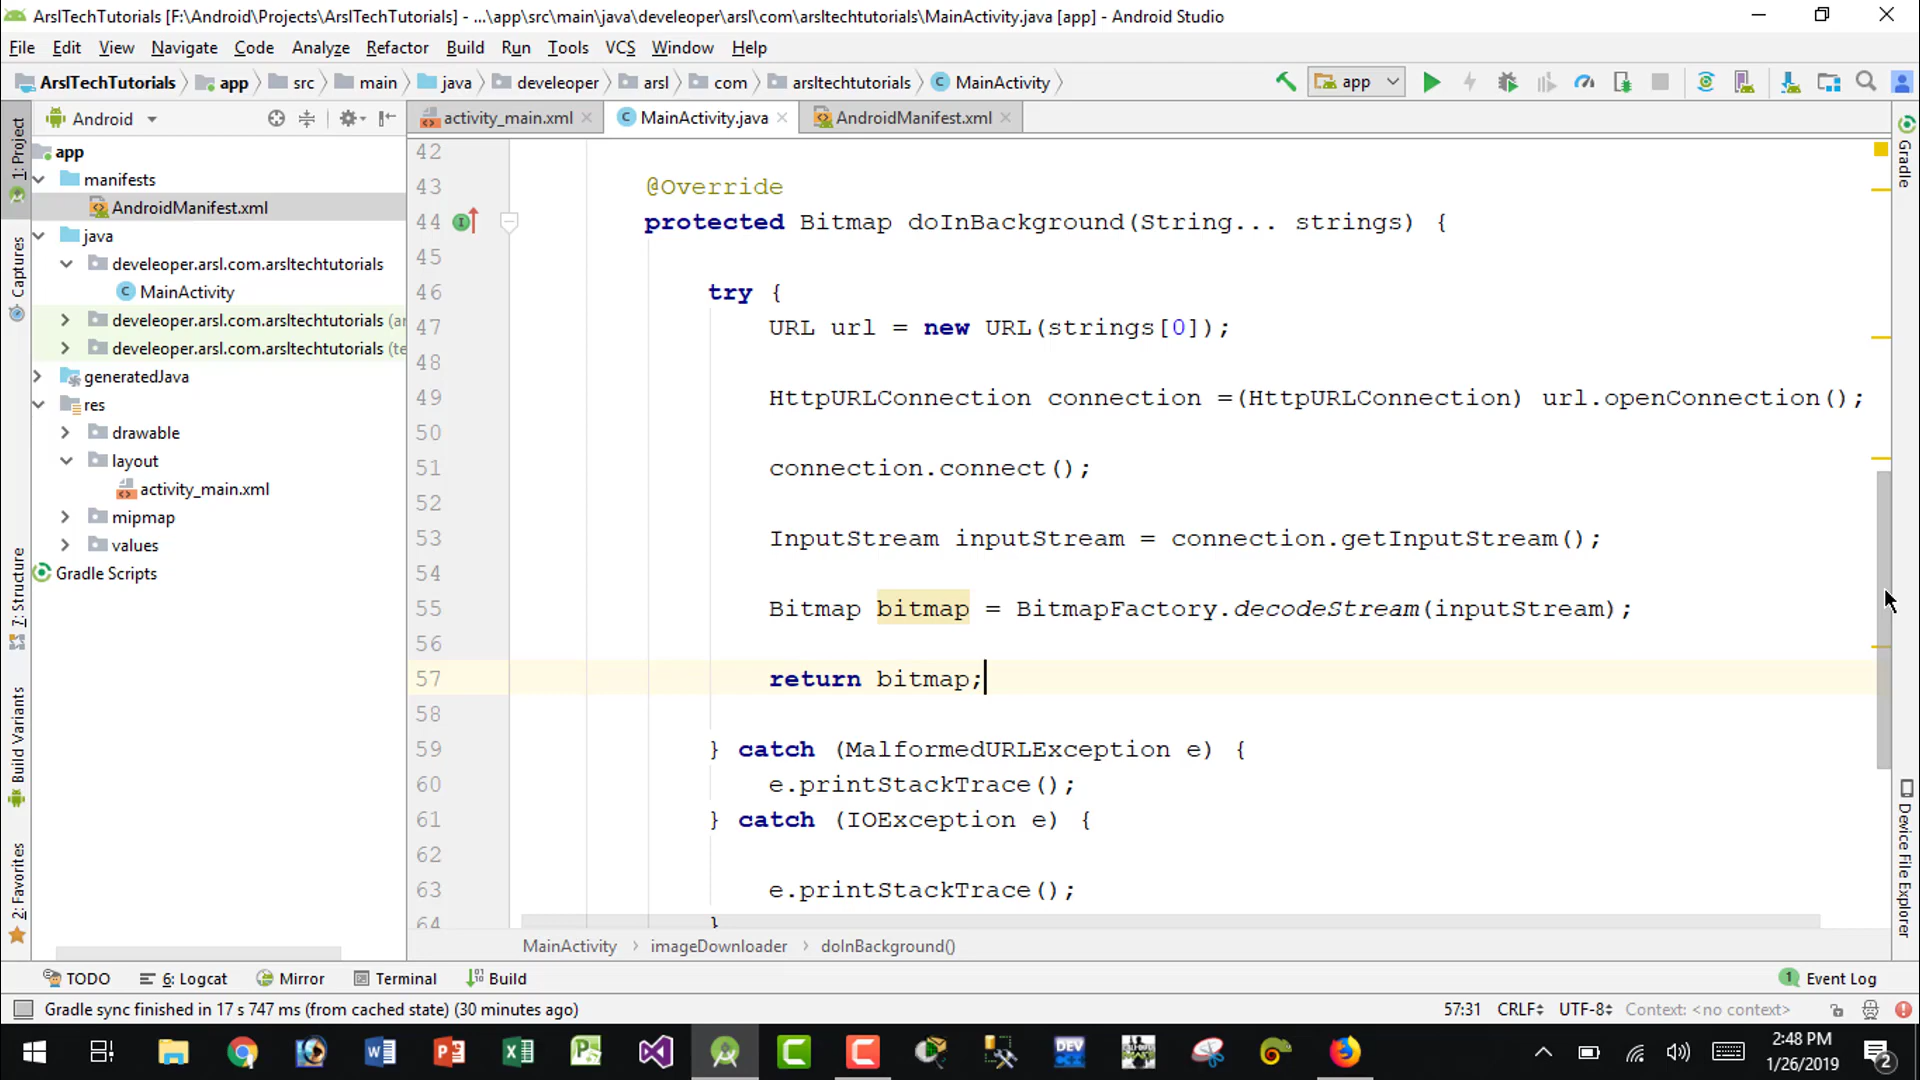 ArslTechTutorials [F:\Android\Projects\ArslTechTutorials] - ...\app\src\main\java\develeoper\arsl\com\arsltechtutorials\MainActivity.java [app] - Android Studio
File Edit View Navigate Code Analyze Refactor Build Run Tools VCS Window Help
ArslTechTutorials app src main java develeoper arsl com arsltechtutorials MainActivity
app
1: Project
Captures
7: Structure
Build Variants
2: Favorites
Android
app
manifests
AndroidManifest.xml
java
develeoper.arsl.com.arsltechtutorials
MainActivity
develeoper.arsl.com.arsltechtutorials (ar
develeoper.arsl.com.arsltechtutorials (te
generatedJava
res
drawable
layout
activity_main.xml
mipmap
values
Gradle Scripts
activity_main.xml MainActivity.java AndroidManifest.xml
42
43 @Override
44 protected Bitmap doInBackground(String... strings) {
45
46 try {
47 URL url = new URL(strings[0]);
48
49 HttpURLConnection connection =(HttpURLConnection) url.openConnection();
50
51 connection.connect();
52
53 InputStream inputStream = connection.getInputStream();
54
55 Bitmap bitmap = BitmapFactory.decodeStream(inputStream);
56
57 return bitmap;
58
59 } catch (MalformedURLException e) {
60 e.printStackTrace();
61 } catch (IOException e) {
62
63 e.printStackTrace();
64 }
MainActivity imageDownloader doInBackground()
Gradle
Device File Explorer
TODO 6: Logcat Mirror Terminal Build 1 Event Log
Gradle sync finished in 17 s 747 ms (from cached state) (30 minutes ago) 57:31 CRLF UTF-8 Context: <no context>
2:48 PM
1/26/2019
2